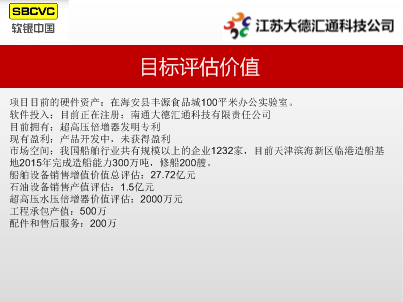 SBCVC
软银中国
江苏大德汇通科技公司
目标评估价值
项目目前的硬件资产：在海安县丰源食品城100平米办公实验室。
软件投入：目前正在注册：南通大德汇通科技有限责任公司
目前拥有：超高压倍增器发明专利
现有盈利：产品开发中，未获得盈利
市场空间：我国船舶行业共有规模以上的企业1232家，目前天津滨海新区临港造船基
地2015年完成造船能力300万吨，修船200艘。
船舶设备销售增值价值总评估：27.72亿元
石油设备销售产值评估：1.5亿元
超高压水压倍增器价值评估：2000万元
工程承包产值：500万
配件和售后服务：200万